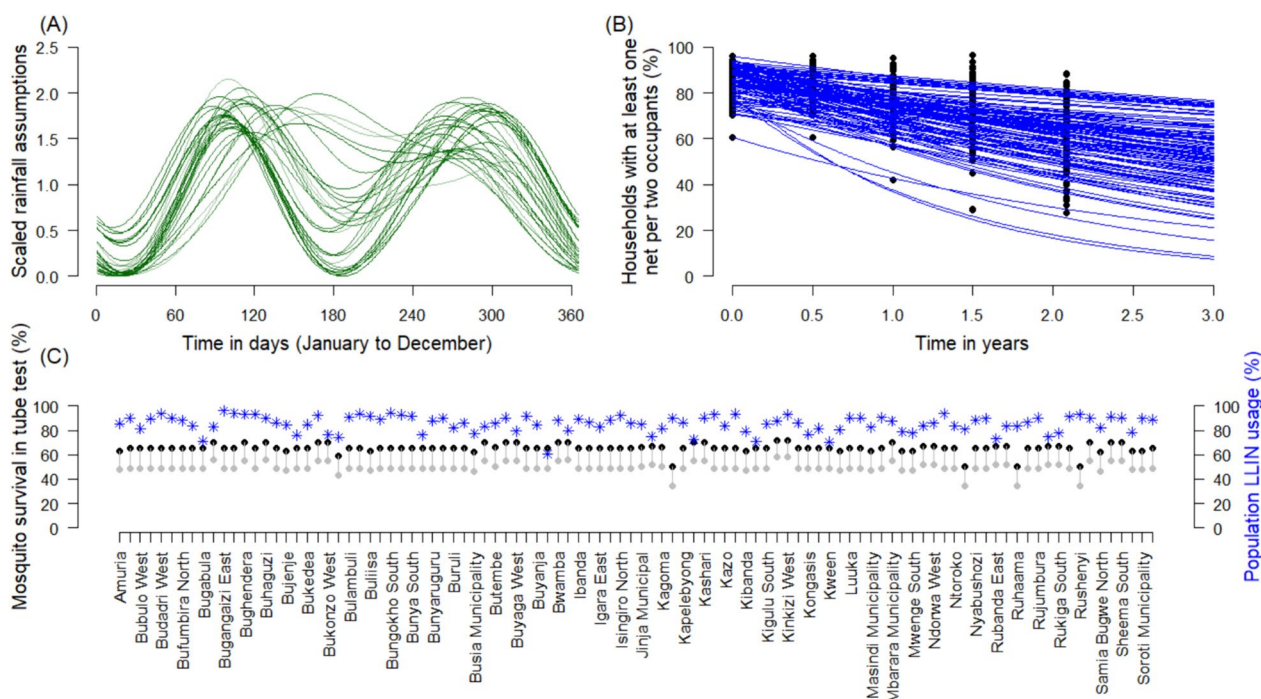 (A)
Scaled rainfall assumptions
2.5
2.0
1.5
1.0
0.5
0.0
0 60 120 180 240 300 360
Time in days (January to December)
(B)
Households with at least one
net per two occupants (%)
100
80
60
40
20
0
0.0 0.5 1.0 1.5 2.0 2.5 3.0
Time in years
(C)
Mosquito survival in tube test (%)
100
80
60
40
20
0
Population LLIN usage (%)
100
80
60
40
20
0
Amuria
Bubulo West
Budadri West
Bufumbira North
Bugabula
Bugangaizi East
Bughendera
Buhaguzi
Bujenje
Bukedea
Bukonzo West
Bulambuli
Buliisa
Bungokho South
Bunya South
Bunyaruguru
Buruli
Busia Municipality
Butembe
Buyaga West
Buyanja
Bwamba
Ibanda
Igara East
Isingiro North
Jinja Municipal
Kagoma
Kapelebyong
Kashari
Kazo
Kibanda
Kigulu South
Kinkizi West
Kongasis
Kween
Luuka
Masindi Municipality
Mbarara Municipality
Mwenge South
Ndorwa West
Ntoroko
Nyabushozi
Rubanda East
Ruhaama
Rujumbura
Rukiga South
Rushenyi
Samia Bugwe North
Sheema South
Soroti Municipality